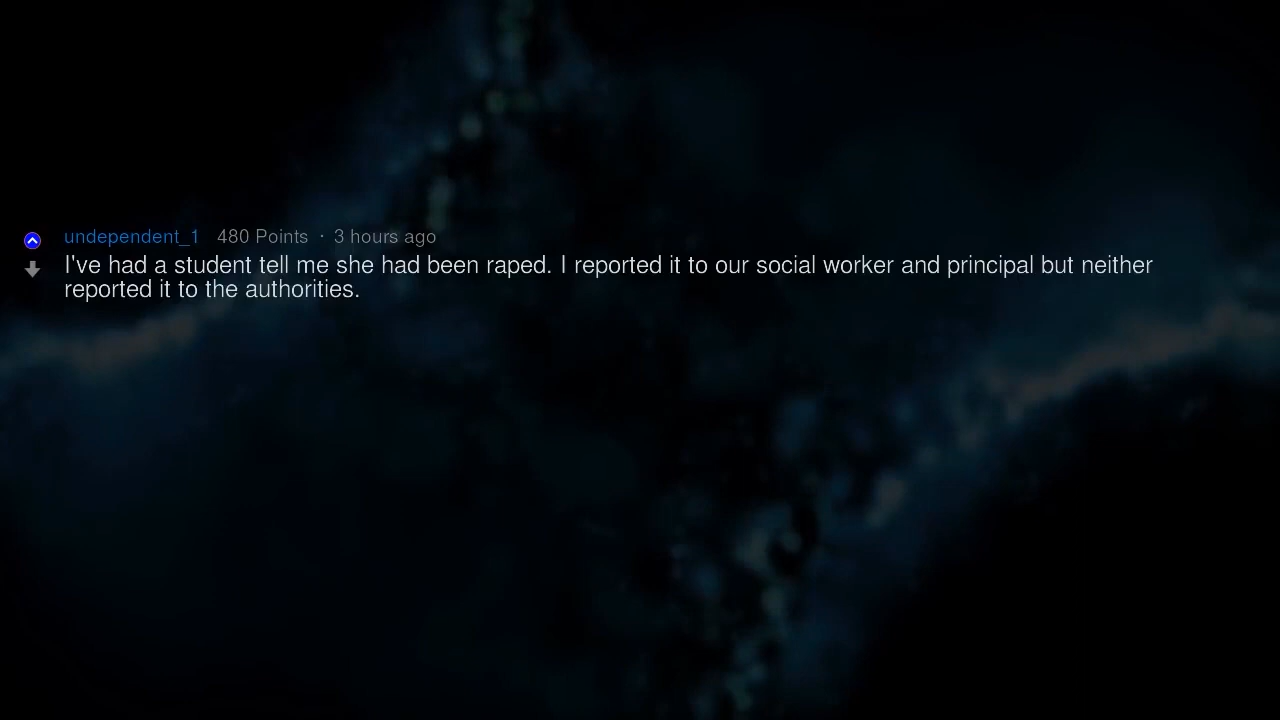 undependent_1 480 Points · 3 hours ago
I've had a student tell me she had been raped. I reported it to our social worker and principal but neither
reported it to the authorities.